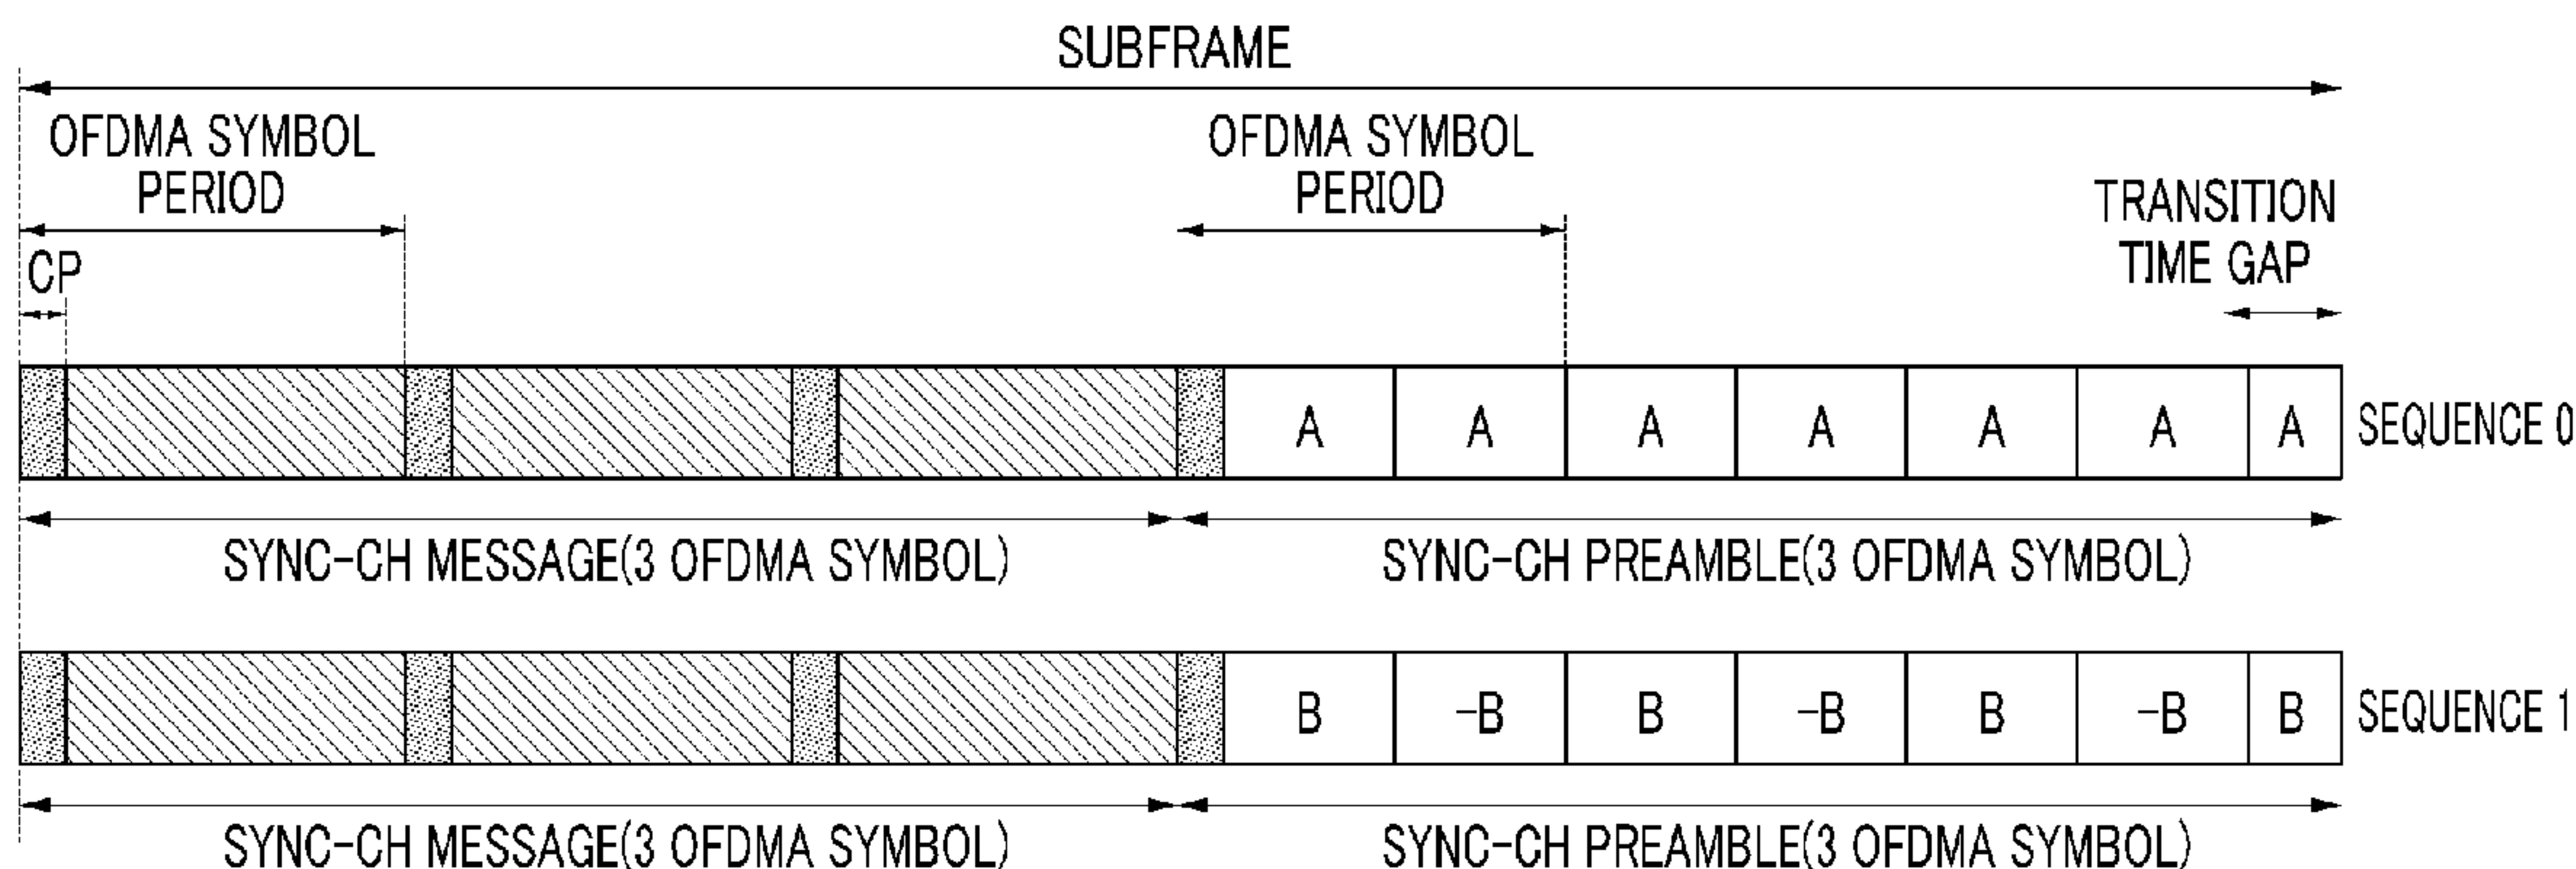 SUBFRAME
OFDMA SYMBOL
PERIOD
OFDMA SYMBOL
PERIOD
TRANSITION
TIME GAP
CP
A A A A A A A SEQUENCE 0
SYNC-CH MESSAGE(3 OFDMA SYMBOL) SYNC-CH PREAMBLE(3 OFDMA SYMBOL)
B -B B -B B -B B SEQUENCE 1
SYNC-CH MESSAGE(3 OFDMA SYMBOL) SYNC-CH PREAMBLE(3 OFDMA SYMBOL)